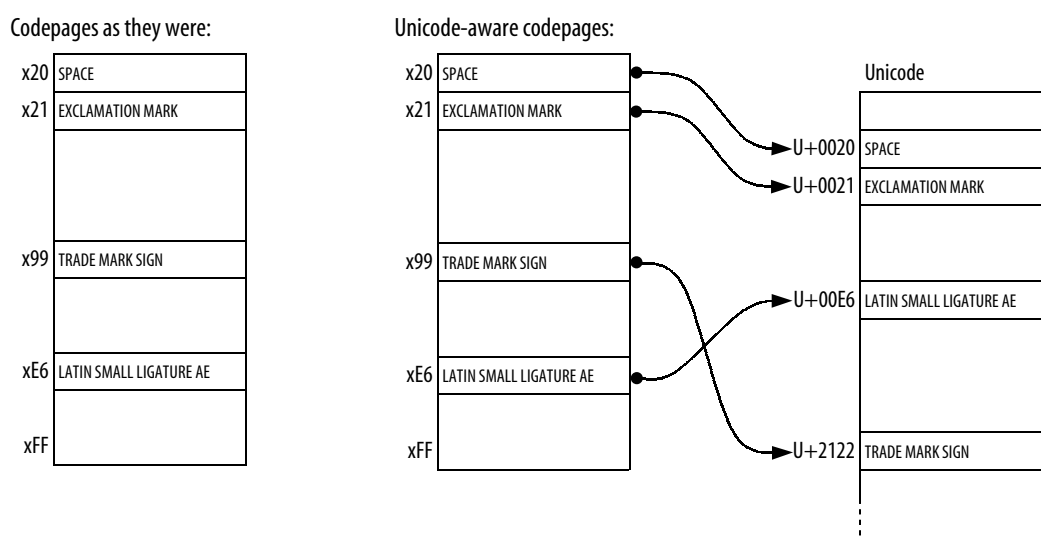 Codepages as they were:
x20 SPACE
x21 EXCLAMATION MARK
x99 TRADE MARK SIGN
xE6 LATIN SMALL LIGATURE AE
xFF
Unicode-aware codepages:
x20 SPACE
x21 EXCLAMATION MARK
x99 TRADE MARK SIGN
xE6 LATIN SMALL LIGATURE AE
xFF
Unicode
U+0020 SPACE
U+0021 EXCLAMATION MARK
U+00E6 LATIN SMALL LIGATURE AE
U+2122 TRADE MARK SIGN